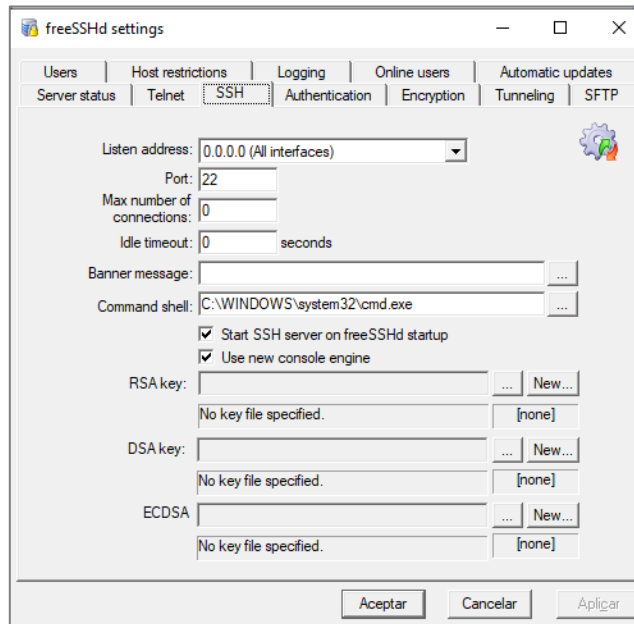 freeSSHd settings
Users Host restrictions Logging Online users Automatic updates
Server status Telnet SSH Authentication Encryption Tunneling SFTP
Listen address: 0.0.0.0 (All interfaces)
Port: 22
Max number of
connections: 0
Idle timeout: 0 seconds
Banner message: ...
Command shell: C:\WINDOWS\system32\cmd.exe ...
Start SSH server on freeSSHd startup
Use new console engine
RSA key: ... New...
No key file specified. [none]
DSA key: ... New...
No key file specified. [none]
ECDSA ... New...
No key file specified. [none]
Aceptar Cancelar Aplicar